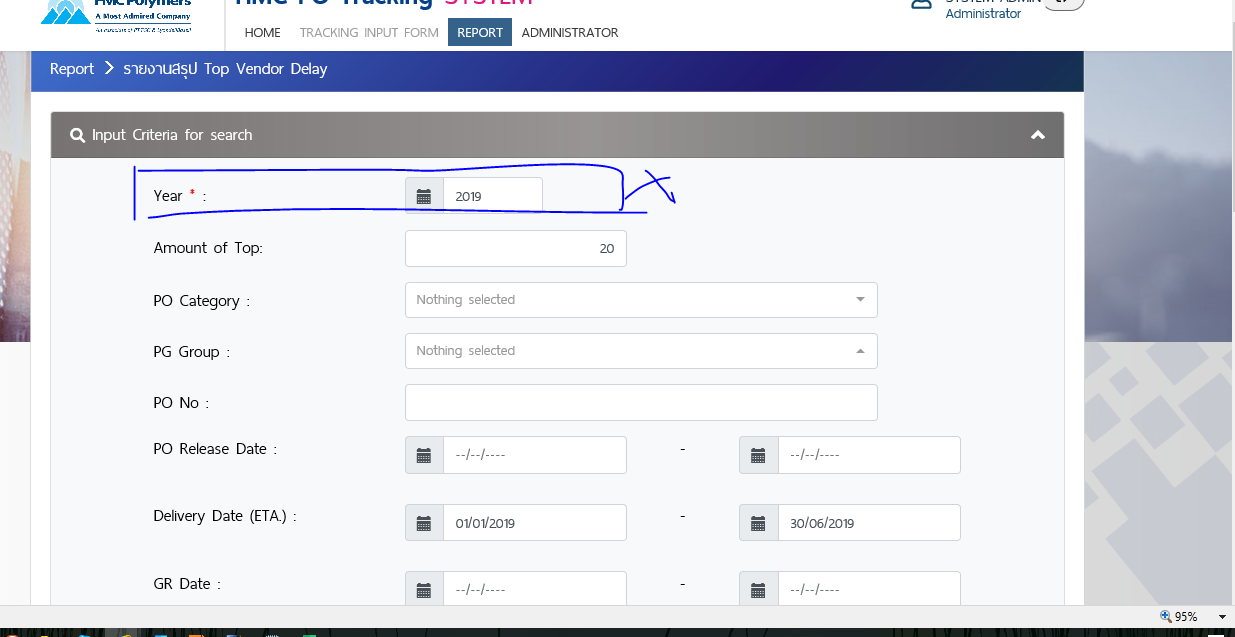 HMC Polymers
A Most Admired Company
HMC PO Tracking SYSTEM
SYSTEM ADMIN
Administrator
HOME TRACKING INPUT FORM REPORT ADMINISTRATOR
Report > รายงานสรุป Top Vendor Delay
Input Criteria for search
Year * : 2019
Amount of Top: 20
PO Category : Nothing selected
PG Group : Nothing selected
PO No :
PO Release Date : --/--/---- - --/--/----
Delivery Date (ETA.) : 01/01/2019 - 30/06/2019
GR Date : --/--/---- - --/--/----
95%